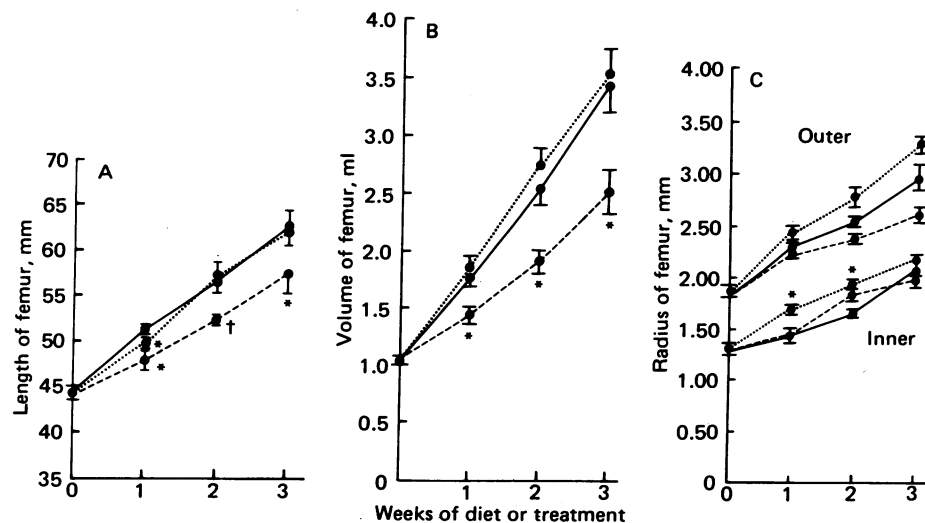 A
Length of femur, mm
70
65
60
55
50
45
40
35
0 1 2 3
*
*
†
*
B
Volume of femur, ml
4.0
3.5
3.0
2.5
2.0
1.5
1.0
0.5
0
0 1 2 3
*
*
*
Weeks of diet or treatment
C
Radius of femur, mm
4.00
3.50
3.00
2.50
2.00
1.50
1.00
0.50
0
0 1 2 3
Outer
*
*
Inner